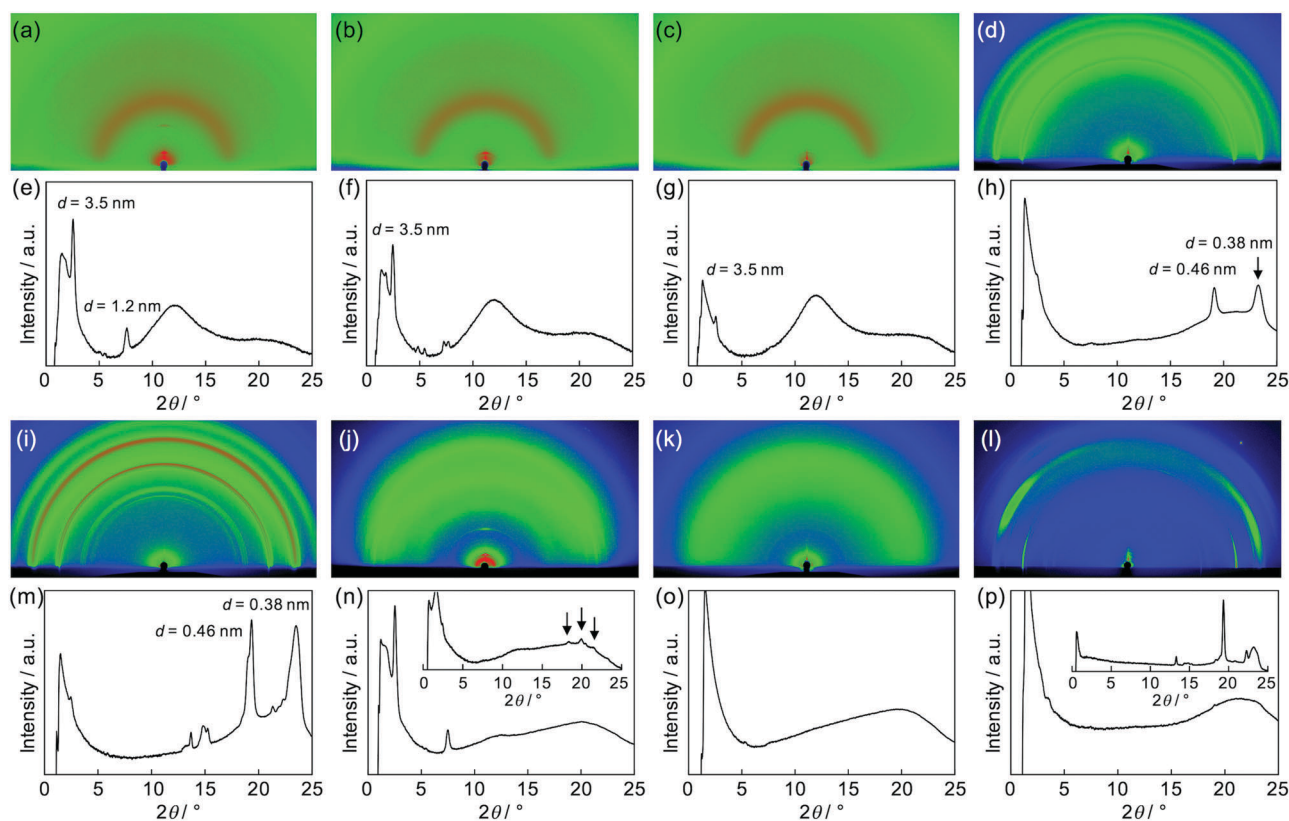 (a) (b) (c) (d)
(e) (f) (g) (h)
d = 3.5 nm
d = 1.2 nm
d = 3.5 nm
d = 3.5 nm
d = 0.38 nm
d = 0.46 nm
Intensity / a.u. Intensity / a.u. Intensity / a.u. Intensity / a.u.
0 5 10 15 20 25 0 5 10 15 20 25 0 5 10 15 20 25 0 5 10 15 20 25
2θ / ° 2θ / ° 2θ / ° 2θ / °
(i) (j) (k) (l)
(m) (n) (o) (p)
d = 0.38 nm
d = 0.46 nm
0 5 10 15 20 25
2θ / °
0 5 10 15 20 25
2θ / °
Intensity / a.u. Intensity / a.u. Intensity / a.u. Intensity / a.u.
0 5 10 15 20 25 0 5 10 15 20 25 0 5 10 15 20 25 0 5 10 15 20 25
2θ / ° 2θ / ° 2θ / ° 2θ / °